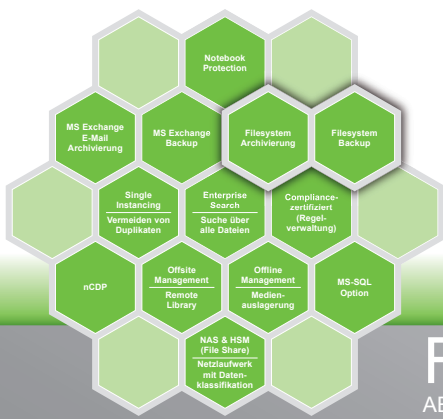 Notebook
Protection
MS Exchange
E-Mail
Archivierung
MS Exchange
Backup
Filesystem
Archivierung
Filesystem
Backup
Single
Instancing
Vermeiden von
Duplikaten
Enterprise
Search
Suche über
alle Dateien
Compliance-
zertifiziert
(Regel-
verwaltung)
nCDP
Offsite
Management
Remote
Library
Offline
Management
Medien-
auslagerung
MS-SQL
Option
NAS & HSM
(File Share)
Netzlaufwerk
mit Daten-
klassifikation